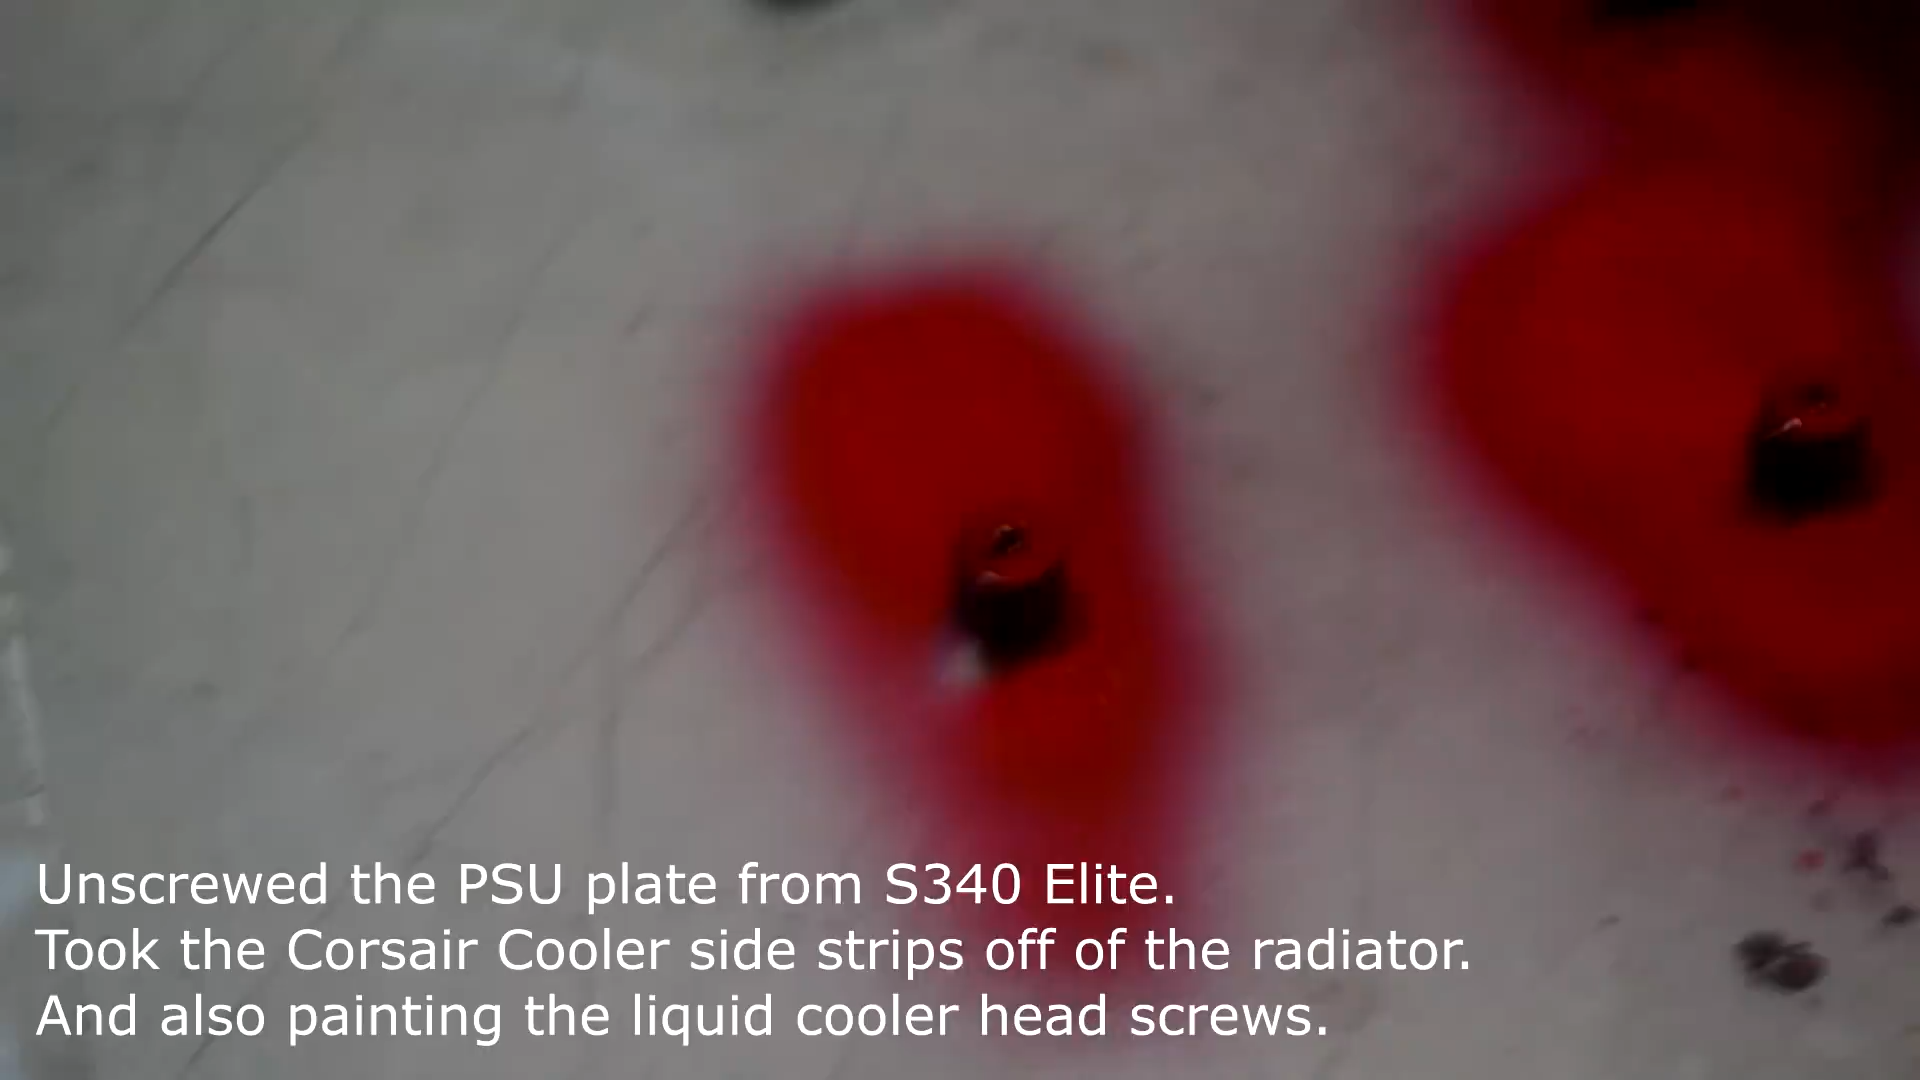 Unscrewed the PSU plate from S340 Elite.
Took the Corsair Cooler side strips off of the radiator.
And also painting the liquid cooler head screws.